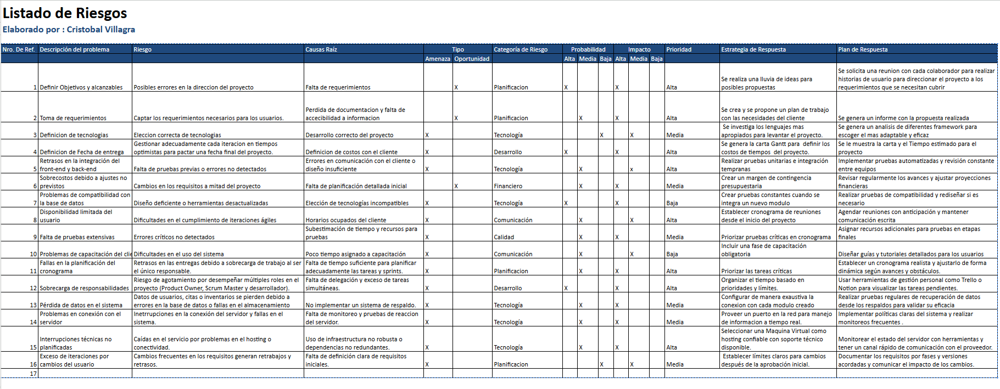 Listado de Riesgos
Elaborado por : Cristobal Villagra
Nro. De Ref. Descripción del problema Riesgo Causas Raíz Tipo Categoría de Riesgo Probabilidad Impacto Prioridad Estrategia de Respuesta Plan de Respuesta
Amenaza Oportunidad Alta Media Baja Alta Media Baja
Se solicita una reunion con cada colaborador para realizar
Se realiza una lluvia de ideas para historias de usuario para direccionar el proyecto a los
1 Definir Objetivos y alcanzables Posibles errores en la direccion del proyecto Falta de requerimientos X Planificacion X X Alta posibles propuestas requerimientos que se necesitan cubrir
Perdida de documentacion y falta de Se crea y se propone un plan de trabajo
2 Toma de requerimientos Captar los requerimientos necesarios para los usuarios. accecibilidad a informacion X Planificacion X X Alta con las necesidades del cliente Se genera un informe con la propuesta realizada
Se investiga los lenguajes mas Se genera un analisis de diferentes framework para
3 Definicion de tecnologias Eleccion correcta de tecnologias Desarrollo correcto del proyecto X Tecnología X X Media apropiados para levantar el proyecto. escoger el mas adaptable y eficaz
Gestionar adecuadamente cada iteracion en tiempos Se genera la carta Gantt para definir los Se le muestra la carta y el Tiempo estimado para el
4 Definicion de Fecha de entrega optimistas para pactar una fecha final del proyecto. Definicion de costos con el cliente X Desarrollo X X Alta costos de tiempos del proyecto. proyecto
Retrasos en la integración del Errores en comunicación con el cliente o Realizar pruebas unitarias e integración Implementar pruebas automatizadas y revisión constante
5 front-end y back-end Falta de pruebas previas o errores no detectados diseño insuficiente X Tecnología X x Alta tempranas entre equipos
Sobrecostos debido a ajustes no Crear un margen de contingencia Revisar regularmente los avances y ajustar proyecciones
6 previstos Cambios en los requisitos a mitad del proyecto Falta de planificación detallada inicial X Financiero X X Media presupuestaria financieras
Problemas de compatibilidad con Crear pruebas constantes cuando se Realizar pruebas de compatibilidad y rediseñar si es
7 la base de datos Diseño deficiente o herramientas desactualizadas Elección de tecnologías incompatibles X Tecnología X X Baja integra un nuevo modulo necesario
Disponibilidad limitada del Establecer cronograma de reuniones Agendar reuniones con anticipación y mantener
8 usuario Dificultades en el cumplimiento de iteraciones ágiles Horarios ocupados del cliente X Comunicación X X Alta desde el inicio del proyecto comunicación escrita
Subestimación de tiempo y recursos para Asignar recursos adicionales para pruebas en etapas
9 Falta de pruebas extensivas Errores críticos no detectados pruebas X Calidad X X Media Priorizar pruebas críticas en cronograma finales
Incluir una fase de capacitación
10 Problemas de capacitación del clie Dificultades en el uso del sistema Poco tiempo asignado a capacitación X Comunicación X X Baja obligatoria Diseñar guías y tutoriales detallados para los usuarios
Fallas en la planificación del Retrasos en las entregas debido a sobrecarga de trabajo al ser Falta de tiempo suficiente para planificar Establecer un cronograma realista y ajustarlo de forma
11 cronograma el único responsable. adecuadamente las tareas y sprints. X Planificacion X X Alta Priorizar las tareas críticas dinámica según avances y obstáculos.
Riesgo de agotamiento por desempeñar múltiples roles en el Falta de delegación y exceso de tareas Organizar el tiempo basado en Usar herramientas de gestión personal como Trello o
12 Sobrecarga de responsabilidades proyecto (Product Owner, Scrum Master y desarrollador). simultáneas. X Desarrollo X X Alta prioridades y límites. Notion para visualizar las tareas pendientes.
Datos de usuarios, citas o inventarios se pierden debido a Configurar de manera exaustiva la Realizar pruebas regulares de recuperación de datos
13 Pérdida de datos en el sistema errores en la base de datos o fallas en el almacenamiento No implementar un sistema de respaldo. X Tecnología X X Media conexion con cada modulo creado desde los respaldos para validar su eficacia
Problemas en conexión con el Inetrrupciones en la conexión del servidor y fallas en el Falta de monitoreo y pruebas de reaccion Proveer un puerto en la red para manejo Implementar políticas claras del sistema y realizar
14 servidor sistema. del servidor. X Tecnología X X Media de informacion a tiempo real. monitoreos frecuentes .
Seleccionar una Maquina Virtual como
Interrupciones técnicas no Caídas en el servicio por problemas en el hosting o Uso de infraestructura no robusta o hosting confiable con soporte técnico Monitorear el estado del servidor con herramientas y
15 planificadas conectividad. dependencias no redundantes. X Tecnología X X Alta disponible. tener un canal rápido de comunicación con el proveedor.
Exceso de iteraciones por Cambios frecuentes en los requisitos generan retrabajos y Falta de definición clara de requisitos Establecer límites claros para cambios Documentar los requisitos por fases y versiones
16 cambios del usuario retrasos. iniciales. X Planificacion X X Media después de la aprobación inicial. acordadas y comunicar el impacto de los cambios.
17